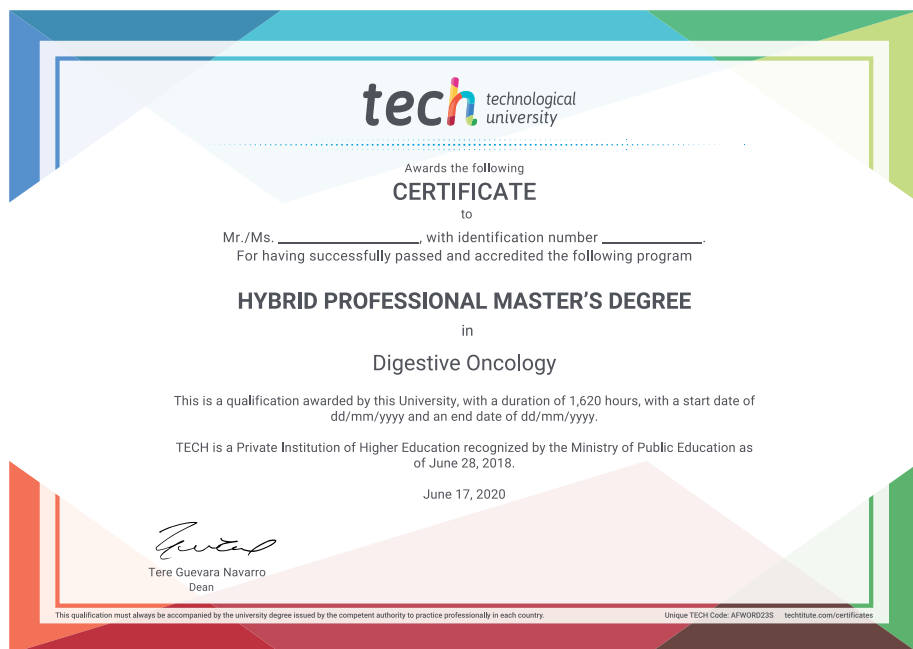 tech technological
university
Awards the following
CERTIFICATE
to
Mr./Ms. ____________________, with identification number ______________.
For having successfully passed and accredited the following program
HYBRID PROFESSIONAL MASTER’S DEGREE
in
Digestive Oncology
This is a qualification awarded by this University, with a duration of 1,620 hours, with a start date of
dd/mm/yyyy and an end date of dd/mm/yyyy.
TECH is a Private Institution of Higher Education recognized by the Ministry of Public Education as
of June 28, 2018.
June 17, 2020
Tere Guevara Navarro
Dean
This qualification must always be accompanied by the university degree issued by the competent authority to practice professionally in each country.
Unique TECH Code: AFWORD23S techtitute.com/certificates